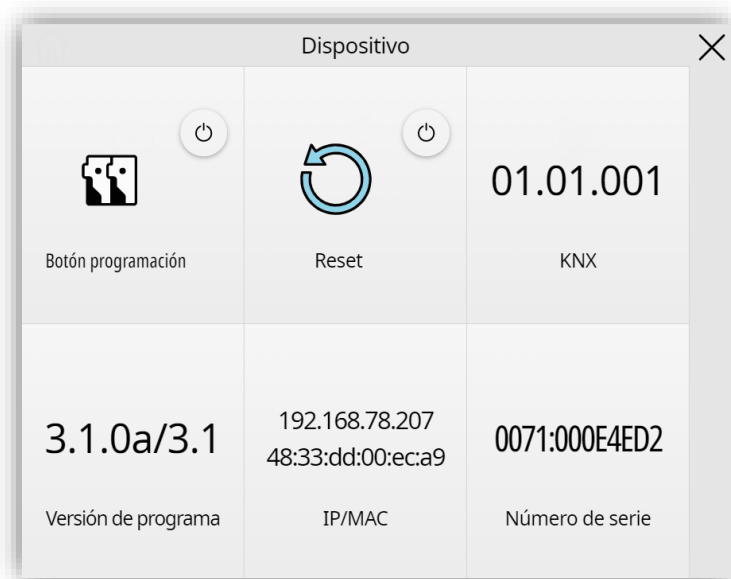 Dispositivo
Botón programación
Reset
01.01.001
KNX
3.1.0a/3.1
Versión de programa
192.168.78.207
48:33:dd:00:ec:a9
IP/MAC
0071:000E4ED2
Número de serie